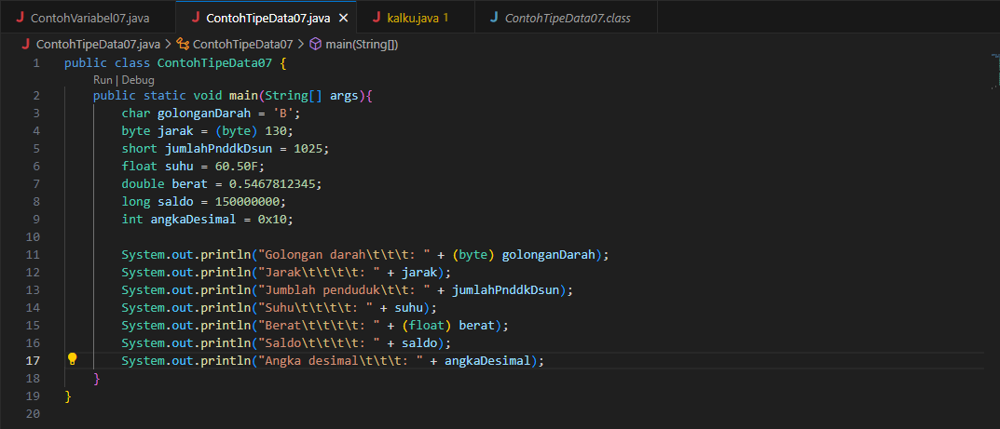 ContohVariabel07.java ContohTipeData07.java kalku.java 1 ContohTipeData07.class
ContohTipeData07.java > ContohTipeData07 > main(String[])
1 public class ContohTipeData07 {
Run | Debug
2 public static void main(String[] args){
3 char golonganDarah = 'B';
4 byte jarak = (byte) 130;
5 short jumlahPnddkDsun = 1025;
6 float suhu = 60.50F;
7 double berat = 0.5467812345;
8 long saldo = 150000000;
9 int angkaDesimal = 0x10;
10
11 System.out.println("Golongan darah\t\t\t: " + (byte) golonganDarah);
12 System.out.println("Jarak\t\t\t\t: " + jarak);
13 System.out.println("Jumblah penduduk\t\t: " + jumlahPnddkDsun);
14 System.out.println("Suhu\t\t\t\t: " + suhu);
15 System.out.println("Berat\t\t\t\t: " + (float) berat);
16 System.out.println("Saldo\t\t\t\t: " + saldo);
17 System.out.println("Angka desimal\t\t\t: " + angkaDesimal);
18 }
19 }
20